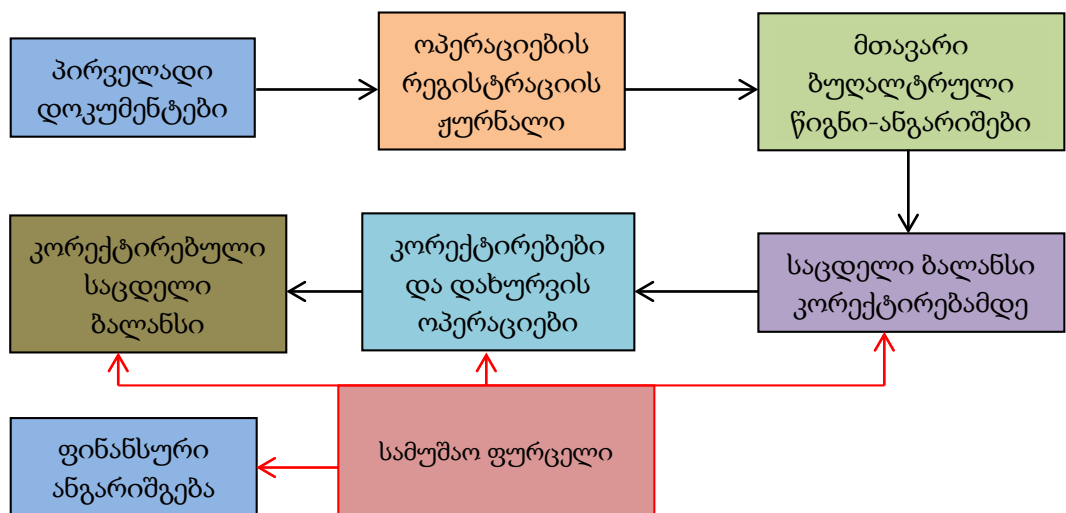 პირველადი
დოკუმენტები
ოპერაციების
რეგისტრაციის
ჟურნალი
მთავარი
ბუღალტრული
წიგნი-ანგარიშები
კორექტირებული
საცდელი
ბალანსი
კორექტირებები
და დახურვის
ოპერაციები
საცდელი ბალანსი
კორექტირებამდე
ფინანსური
ანგარიშგება
სამუშაო ფურცელი